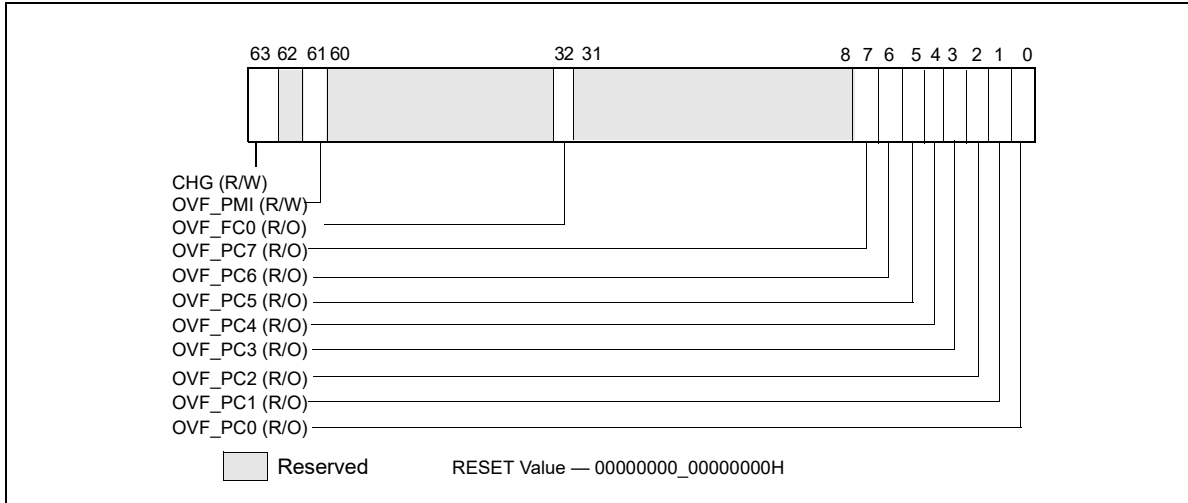 63 62 61 60 32 31 8 7 6 5 4 3 2 1 0
CHG (R/W)
OVF_PMI (R/W)
OVF_FC0 (R/O)
OVF_PC7 (R/O)
OVF_PC6 (R/O)
OVF_PC5 (R/O)
OVF_PC4 (R/O)
OVF_PC3 (R/O)
OVF_PC2 (R/O)
OVF_PC1 (R/O)
OVF_PC0 (R/O)
Reserved RESET Value — 00000000_00000000H